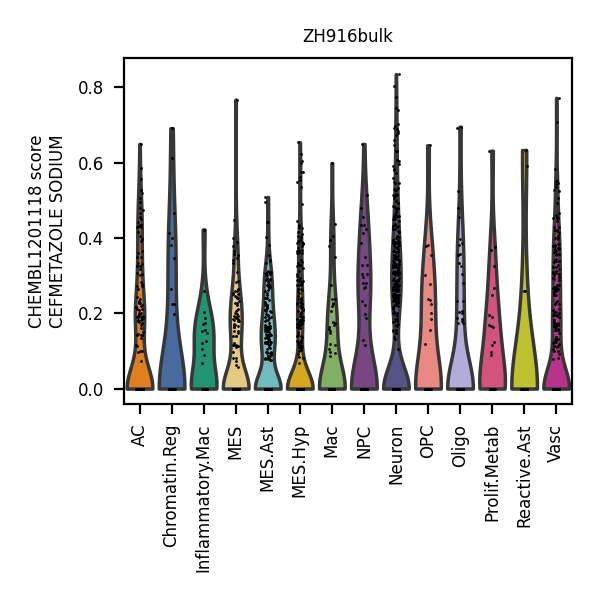 ZH916bulk
CHEMBL1201118 score
CEFMETAZOLE SODIUM
0.8
0.6
0.4
0.2
0.0
AC
Chromatin.Reg
Inflammatory.Mac
MES
MES.Ast
MES.Hyp
Mac
NPC
Neuron
OPC
Oligo
Prolif.Metab
Reactive.Ast
Vasc